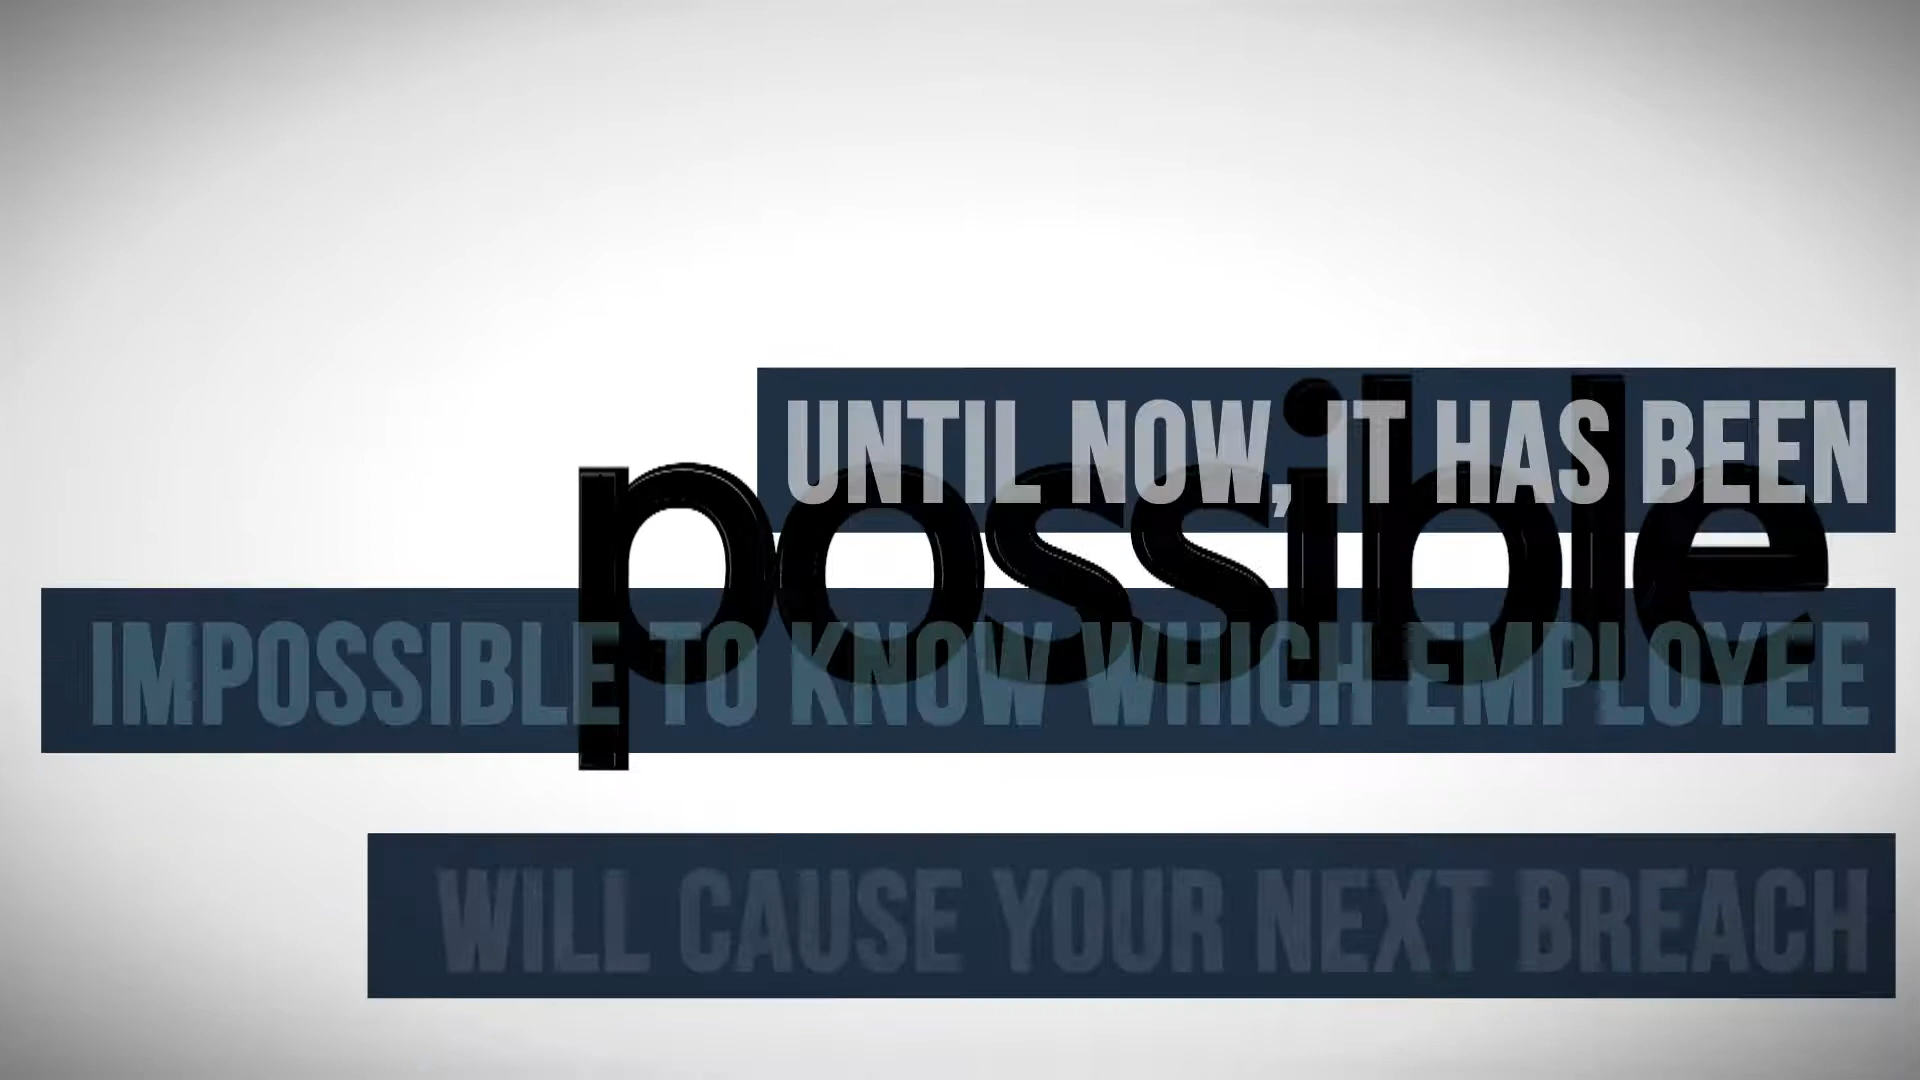 UNTIL NOW, IT HAS BEEN
possible
IMPOSSIBLE TO KNOW WHICH EMPLOYEE
WILL CAUSE YOUR NEXT BREACH